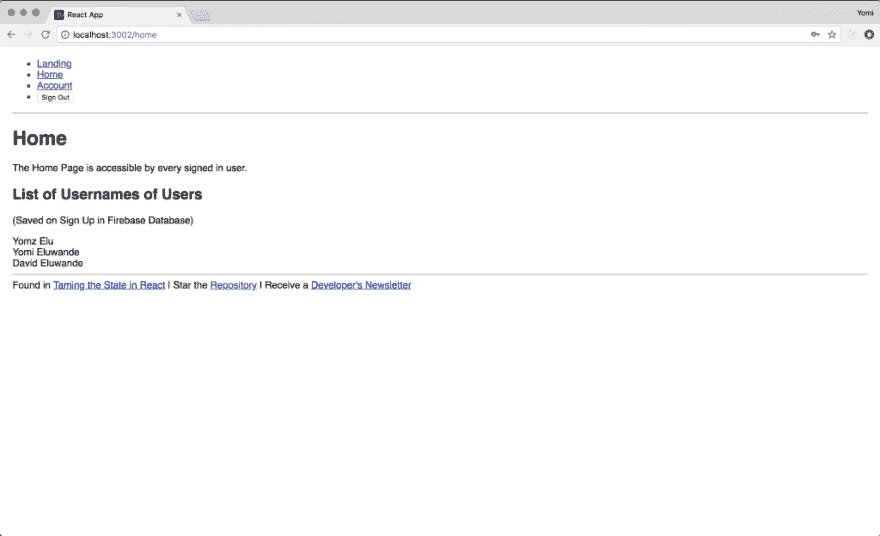 React App
Yomi
localhost:3002/home
Landing
Home
Account
Sign Out
Home
The Home Page is accessible by every signed in user.
List of Usernames of Users
(Saved on Sign Up in Firebase Database)
Yomz Elu
Yomi Eluwande
David Eluwande
Found in Taming the State in React | Star the Repository | Receive a Developer's Newsletter